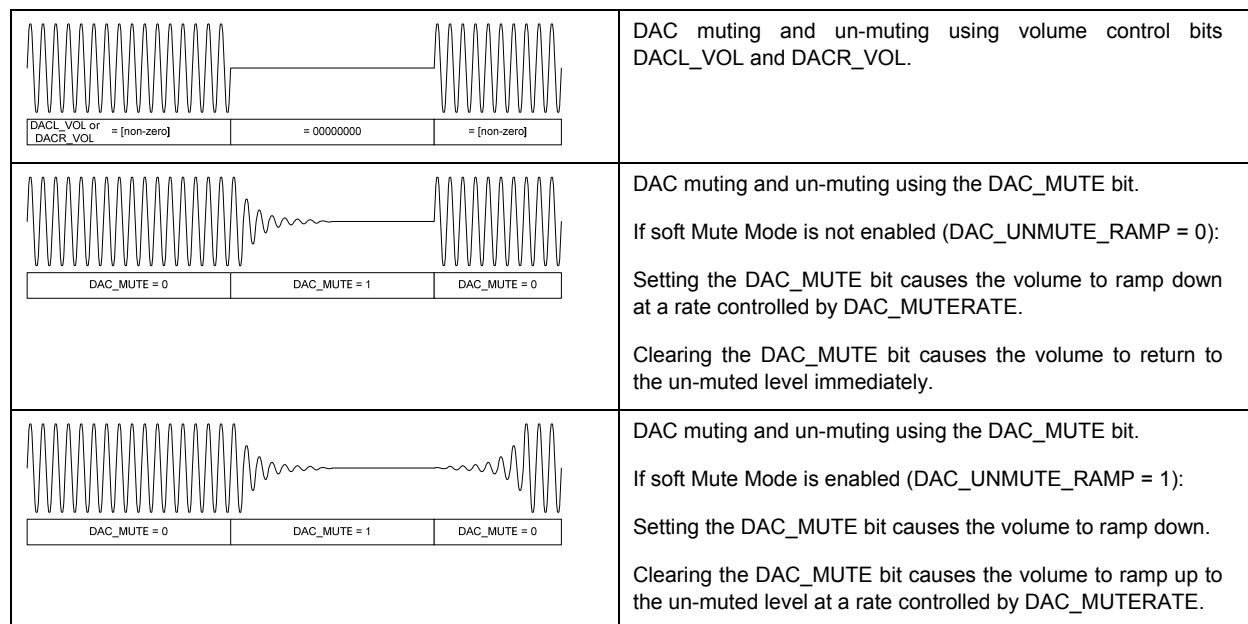 DACL_VOL or
DACR_VOL
= [non-zero]
= 00000000
= [non-zero]
DAC muting and un-muting using volume control bits
DACL_VOL and DACR_VOL.
DAC_MUTE = 0
DAC_MUTE = 1
DAC_MUTE = 0
DAC muting and un-muting using the DAC_MUTE bit.
If soft Mute Mode is not enabled (DAC_UNMUTE_RAMP = 0):
Setting the DAC_MUTE bit causes the volume to ramp down
at a rate controlled by DAC_MUTERATE.
Clearing the DAC_MUTE bit causes the volume to return to
the un-muted level immediately.
DAC_MUTE = 0
DAC_MUTE = 1
DAC_MUTE = 0
DAC muting and un-muting using the DAC_MUTE bit.
If soft Mute Mode is enabled (DAC_UNMUTE_RAMP = 1):
Setting the DAC_MUTE bit causes the volume to ramp down.
Clearing the DAC_MUTE bit causes the volume to ramp up to
the un-muted level at a rate controlled by DAC_MUTERATE.